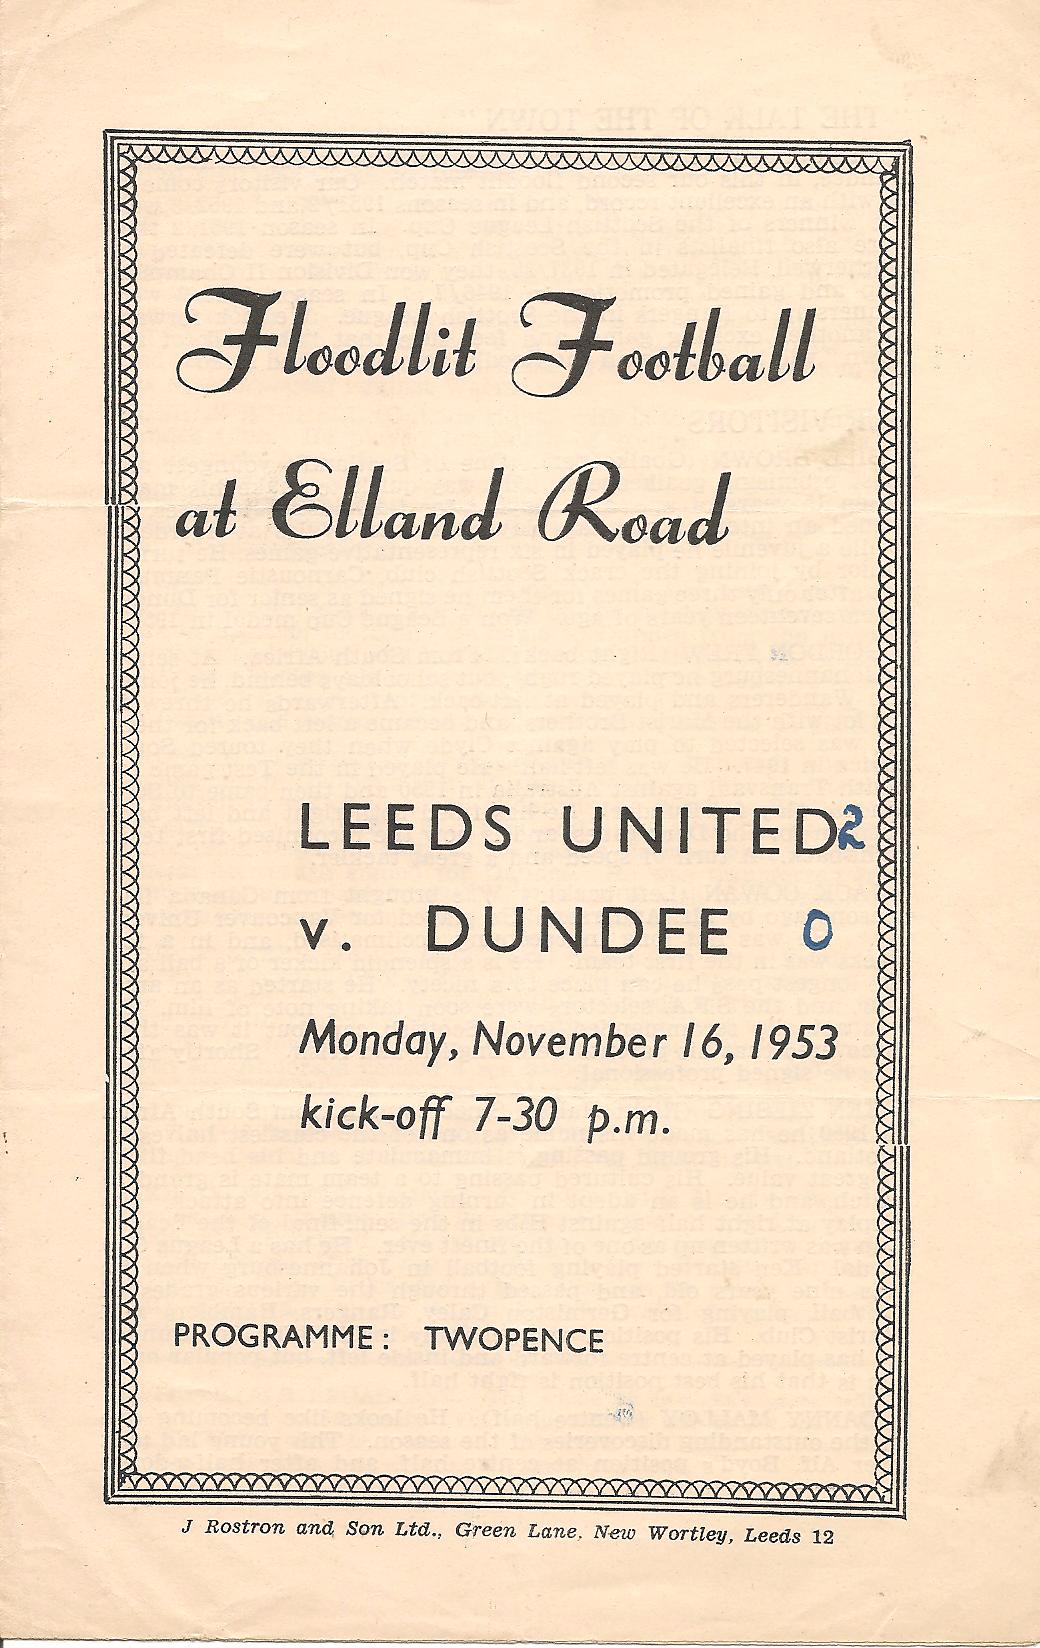 Floodlit Football
at Elland Road
LEEDS UNITED 2
v. DUNDEE 0
Monday, November 16, 1953
kick-off 7-30 p.m.
PROGRAMME: TWOPENCE
J Rostron and Son Ltd., Green Lane, New Wortley, Leeds 12